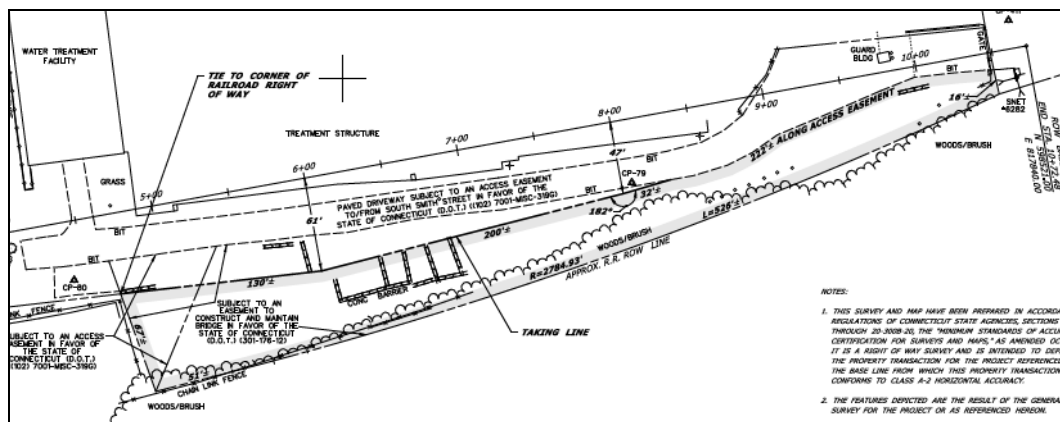 WATER TREATMENT
FACILITY
TIE TO CORNER OF
RAILROAD RIGHT
OF WAY
TREATMENT STRUCTURE
GRASS
5+00
6+00
7+00
8+00
9+00
10+00
GUARD
BLDG
GATE
BIT
16'±
SNET
WOODS/BRUSH
END STA.
222'± ALONG ACCESS EASEMENT
47'
BIT
CP-79
BIT
32'±
182°
PAVED DRIVEWAY SUBJECT TO AN ACCESS EASEMENT
TO/FROM SOUTH SMITH STREET IN FAVOR OF THE
STATE OF CONNECTICUT (D.O.T.) ((102) 7001-MISC-319G)
61'
BIT
BIT
CP-80
130'±
200'±
CONC BARRIER
WOODS/BRUSH
L=526'±
R=2784.93'
APPROX. R.R. ROW LINE
TAKING LINE
SUBJECT TO AN
EASEMENT TO
CONSTRUCT AND MAINTAIN
BRIDGE IN FAVOR OF THE
STATE OF CONNECTICUT
(D.O.T.) (301-176-12)
NK FENCE
UBJECT TO AN ACCESS
ASEMENT IN FAVOR OF
THE STATE OF
CONNECTICUT (D.O.T.)
(102) 7001-MISC-319G)
CHAIN LINK FENCE
WOODS/BRUSH
NOTES:
1. THIS SURVEY AND MAP HAVE BEEN PREPARED IN ACCORDA
REGULATIONS OF CONNECTICUT STATE AGENCIES, SECTIONS
THROUGH 20-300B-20, THE "MINIMUM STANDARDS OF ACCU
CERTIFICATION FOR SURVEYS AND MAPS," AS AMENDED OC
IT IS A RIGHT OF WAY SURVEY AND IS INTENDED TO DEP
THE PROPERTY TRANSACTION FOR THE PROJECT REFERENCED
THE BASE LINE FROM WHICH THIS PROPERTY TRANSACTION
CONFORMS TO CLASS A-2 HORIZONTAL ACCURACY.
2. THE FEATURES DEPICTED ARE THE RESULT OF THE GENERA
SURVEY FOR THE PROJECT OR AS REFERENCED HEREON.